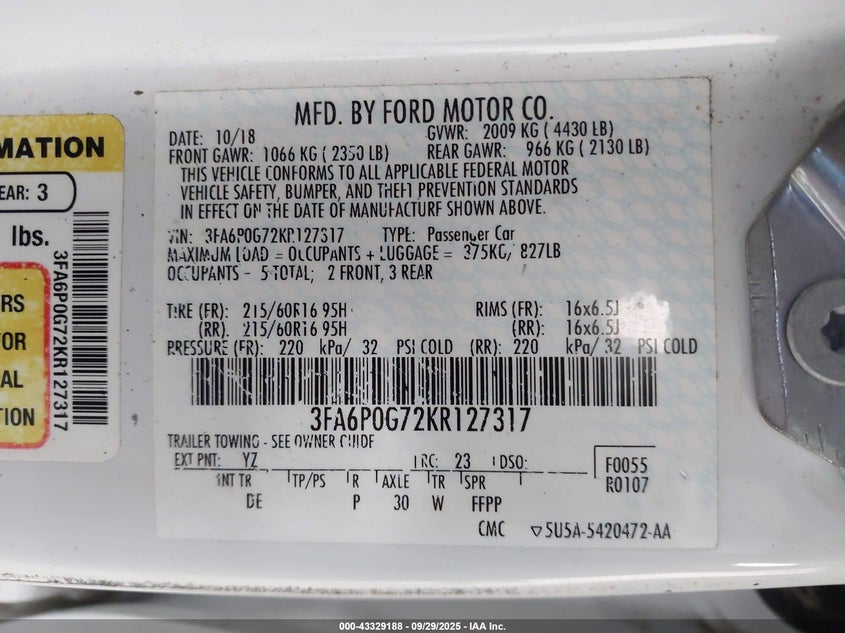 MFD. BY FORD MOTOR CO.
DATE: 10/18 GVWR: 2009 KG ( 4430 LB)
FRONT GAWR: 1066 KG ( 2350 LB) REAR GAWR: 966 KG ( 2130 LB)
THIS VEHICLE CONFORMS TO ALL APPLICABLE FEDERAL MOTOR
VEHICLE SAFETY, BUMPER, AND THEFT PREVENTION STANDARDS
IN EFFECT ON THE DATE OF MANUFACTURE SHOWN ABOVE.
VIN: 3FA6P0G72KR127317 TYPE: Passenger Car
MAXIMUM LOAD = OCCUPANTS + LUGGAGE = 375KG/ 827LB
OCCUPANTS - 5 TOTAL; 2 FRONT, 3 REAR
TIRE (FR): 215/60R16 95H RIMS (FR): 16x6.5J
(RR): 215/60R16 95H (RR): 16x6.5J
PRESSURE (FR): 220 kPa/ 32 PSI COLD (RR): 220 kPa/ 32 PSI COLD
3FA6P0G72KR127317
TRAILER TOWING - SEE OWNER GUIDE
EXT PNT: YZ RC: 23 DSO: F0055
INT TR TP/PS R AXLE TR SPR R0107
DE P 30 W FFPP
CMC ▽5U5A-5420472-AA
MATION
EAR: 3
lbs.
RS
FOR
AL
TION
3FA6P0G72KR127317
000-43329188 - 09/29/2025 - IAA Inc.